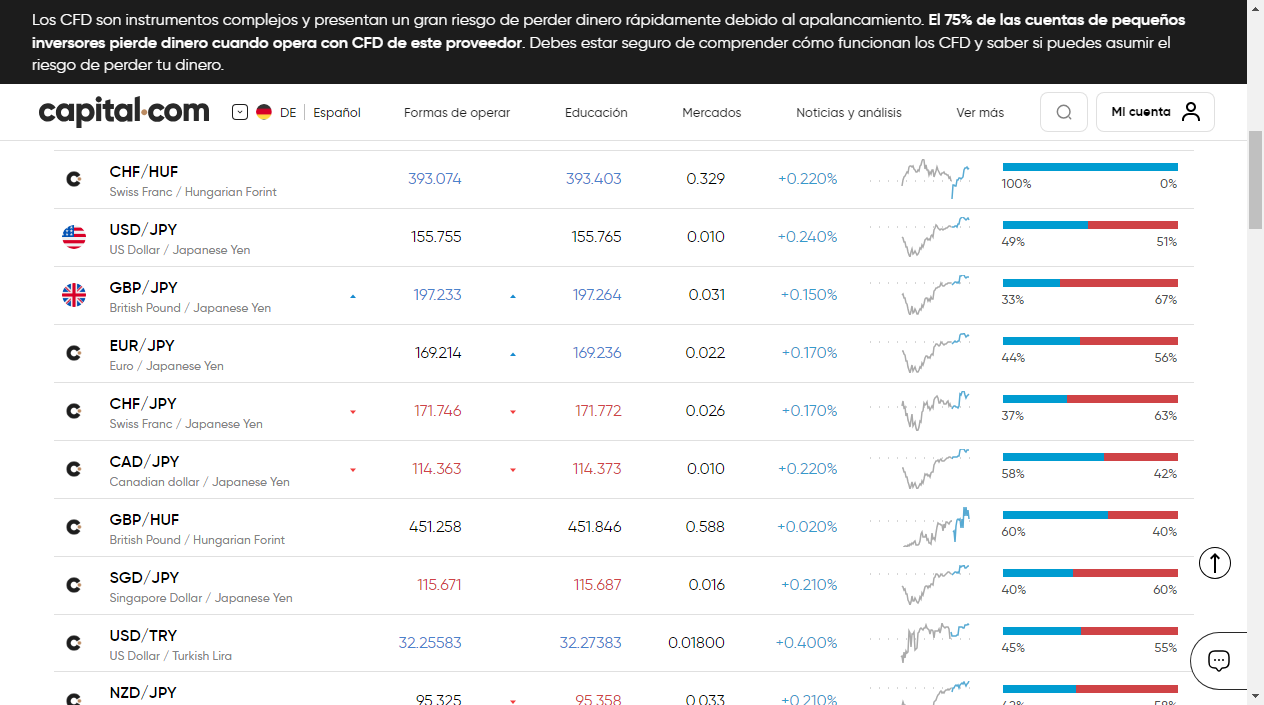 Los CFD son instrumentos complejos y presentan un gran riesgo de perder dinero rápidamente debido al apalancamiento. El 75% de las cuentas de pequeños
inversores pierde dinero cuando opera con CFD de este proveedor. Debes estar seguro de comprender cómo funcionan los CFD y saber si puedes asumir el
riesgo de perder tu dinero.
capital.com DE Español Formas de operar Educación Mercados Noticias y análisis Ver más Mi cuenta
CHF/HUF 393.074 393.403 0.329 +0.220%
Swiss Franc / Hungarian Forint 100% 0%
USD/JPY 155.755 155.765 0.010 +0.240%
US Dollar / Japanese Yen 49% 51%
GBP/JPY 197.233 197.264 0.031 +0.150%
British Pound / Japanese Yen 33% 67%
EUR/JPY 169.214 169.236 0.022 +0.170%
Euro / Japanese Yen 44% 56%
CHF/JPY 171.746 171.772 0.026 +0.170%
Swiss Franc / Japanese Yen 37% 63%
CAD/JPY 114.363 114.373 0.010 +0.220%
Canadian dollar / Japanese Yen 58% 42%
GBP/HUF 451.258 451.846 0.588 +0.020%
British Pound / Hungarian Forint 60% 40%
SGD/JPY 115.671 115.687 0.016 +0.210%
Singapore Dollar / Japanese Yen 40% 60%
USD/TRY 32.25583 32.27383 0.01800 +0.400%
US Dollar / Turkish Lira 45% 55%
NZD/JPY 95.325 95.358 0.033 +0.210%